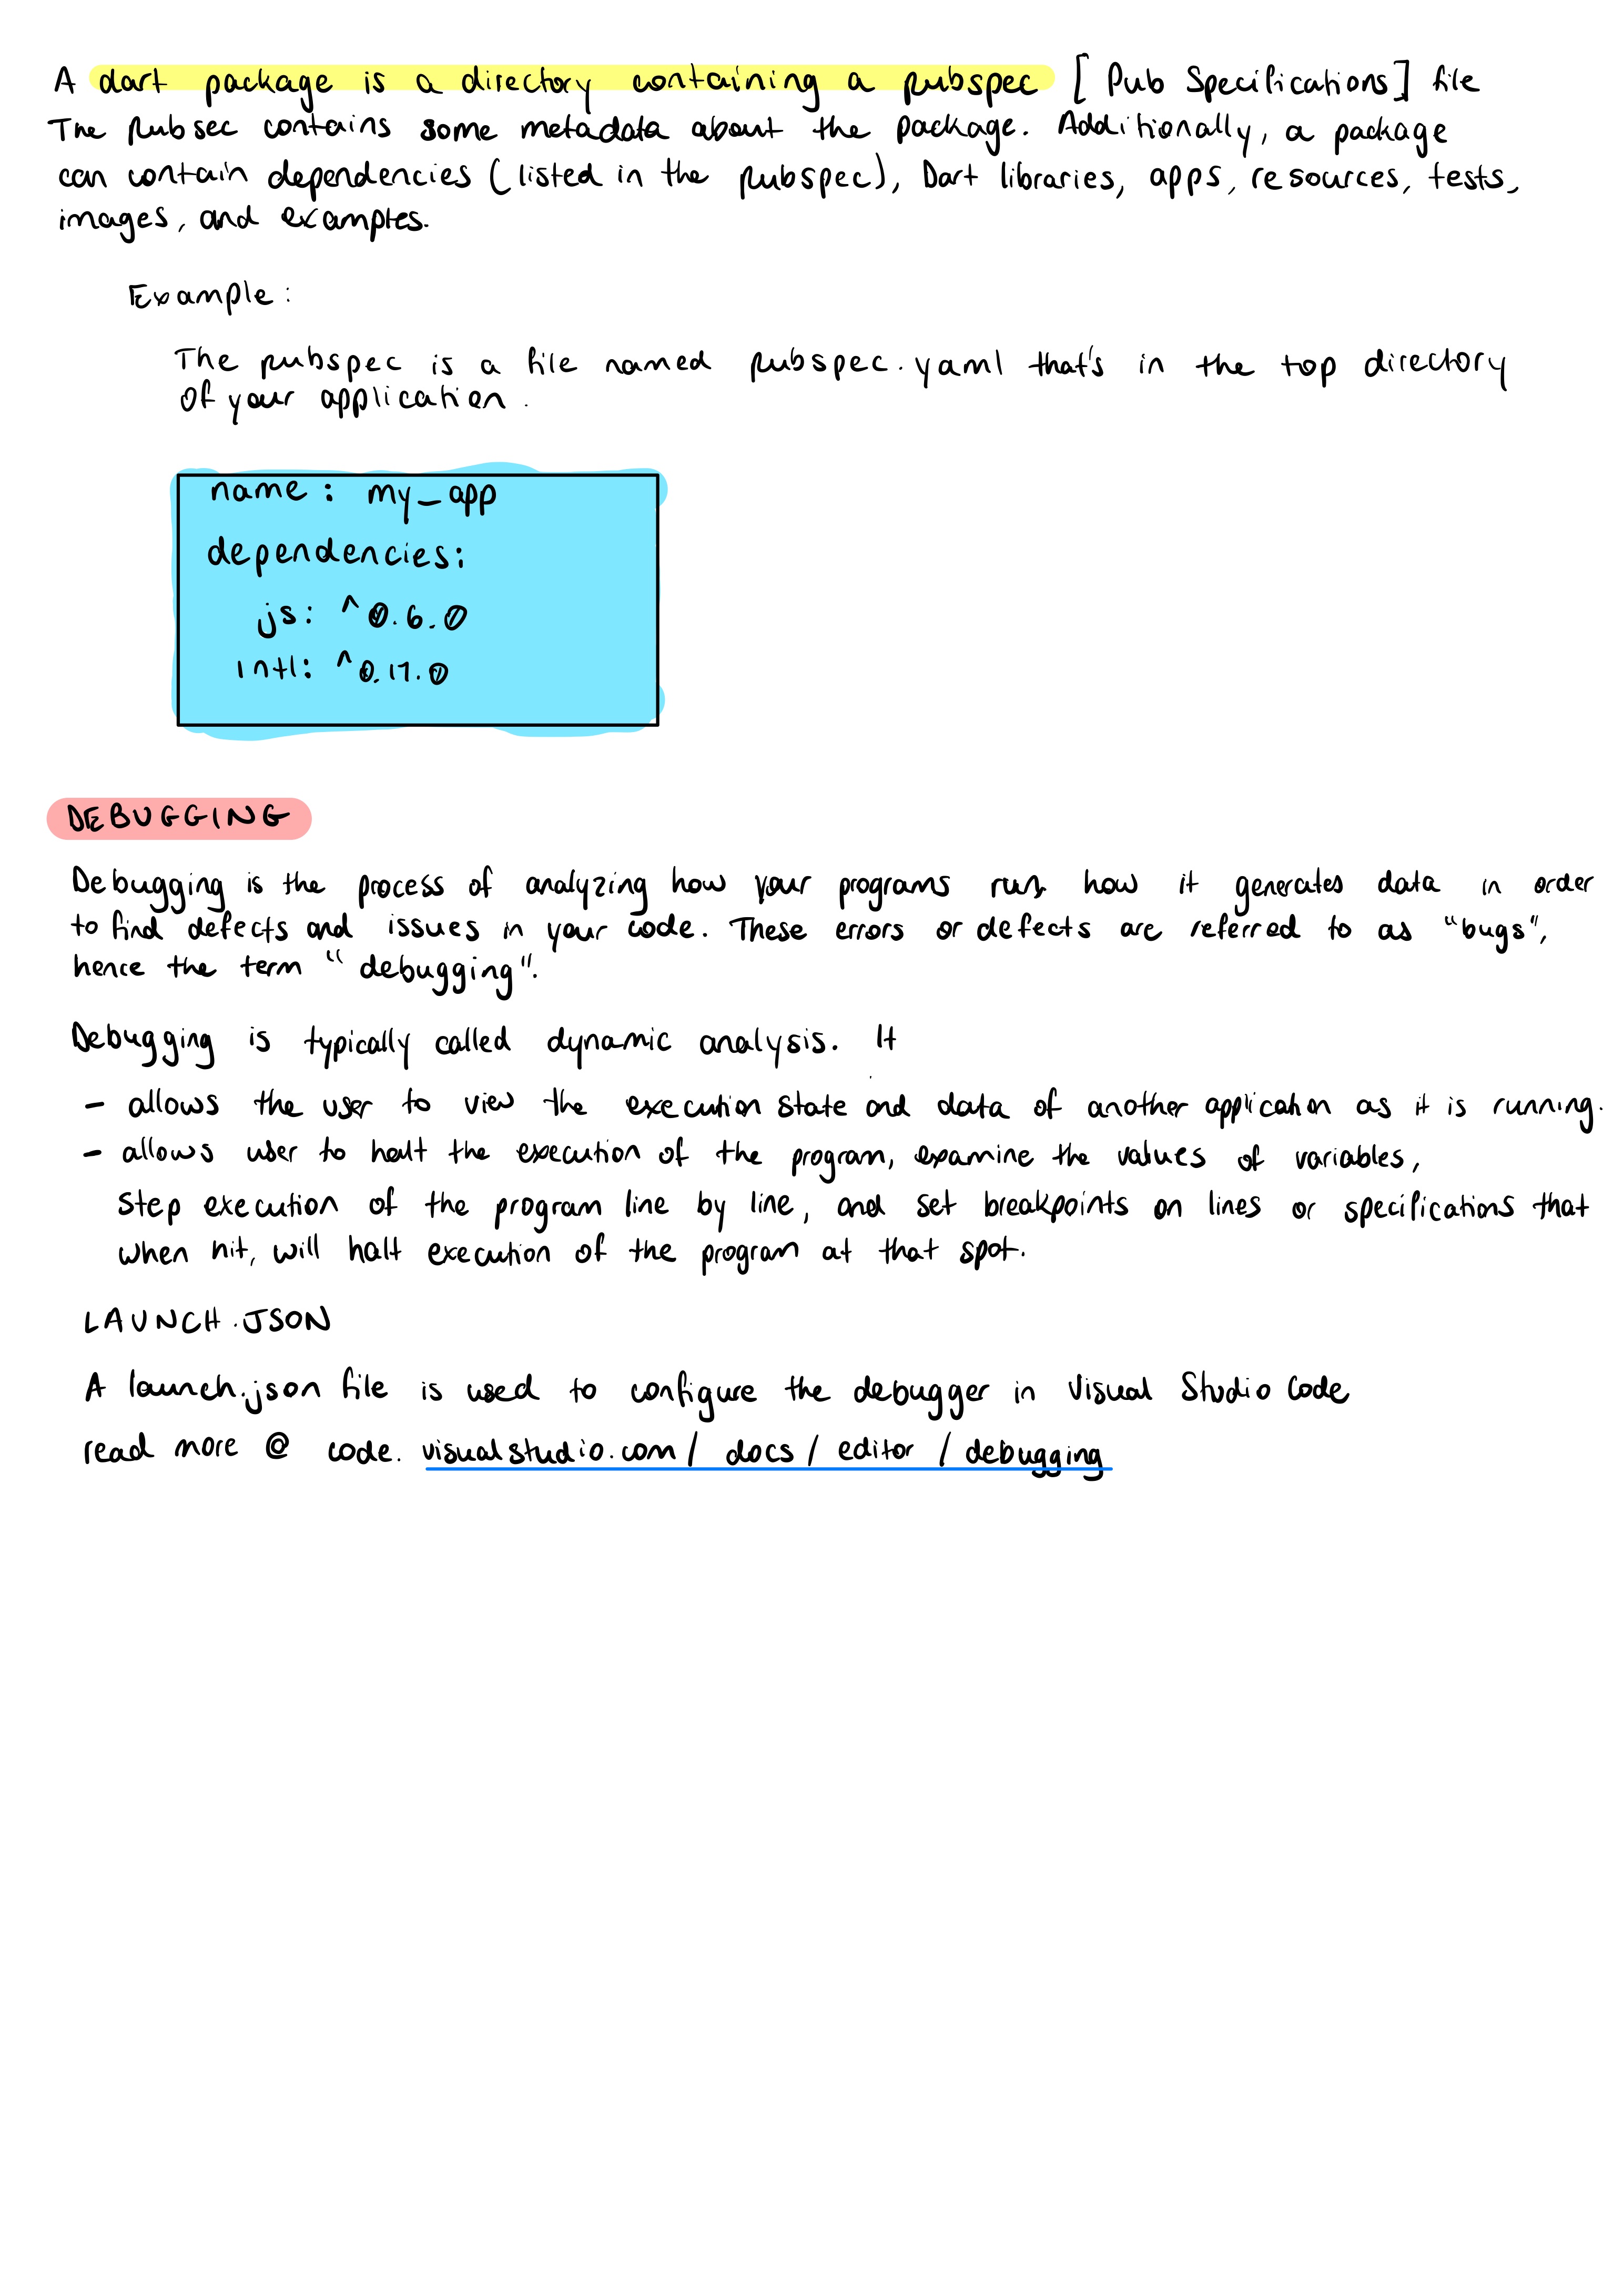 A dart package is a directory containing a pubspec [ Pub Specifications] file
The pubsec contains some metadata about the package. Additionally, a package
can contain dependencies (listed in the pubspec), Dart libraries, apps, resources, tests,
images, and examples.
Example:
The pubspec is a file named pubspec.yaml that's in the top directory
of your application.
name: my_app
dependencies:
js: ^0.6.0
intl: ^0.17.0
DEBUGGING
Debugging is the process of analyzing how your programs run, how it generates data in order
to find defects and issues in your code. These errors or defects are referred to as "bugs",
hence the term "debugging".
Debugging is typically called dynamic analysis. It
- allows the user to view the execution state and data of another application as it is running.
- allows user to halt the execution of the program, examine the values of variables,
step execution of the program line by line, and set breakpoints on lines or specifications that
when hit, will halt execution of the program at that spot.
LAUNCH.JSON
A launch.json file is used to configure the debugger in Visual Studio Code
read more @ code.visualstudio.com/docs/editor/debugging